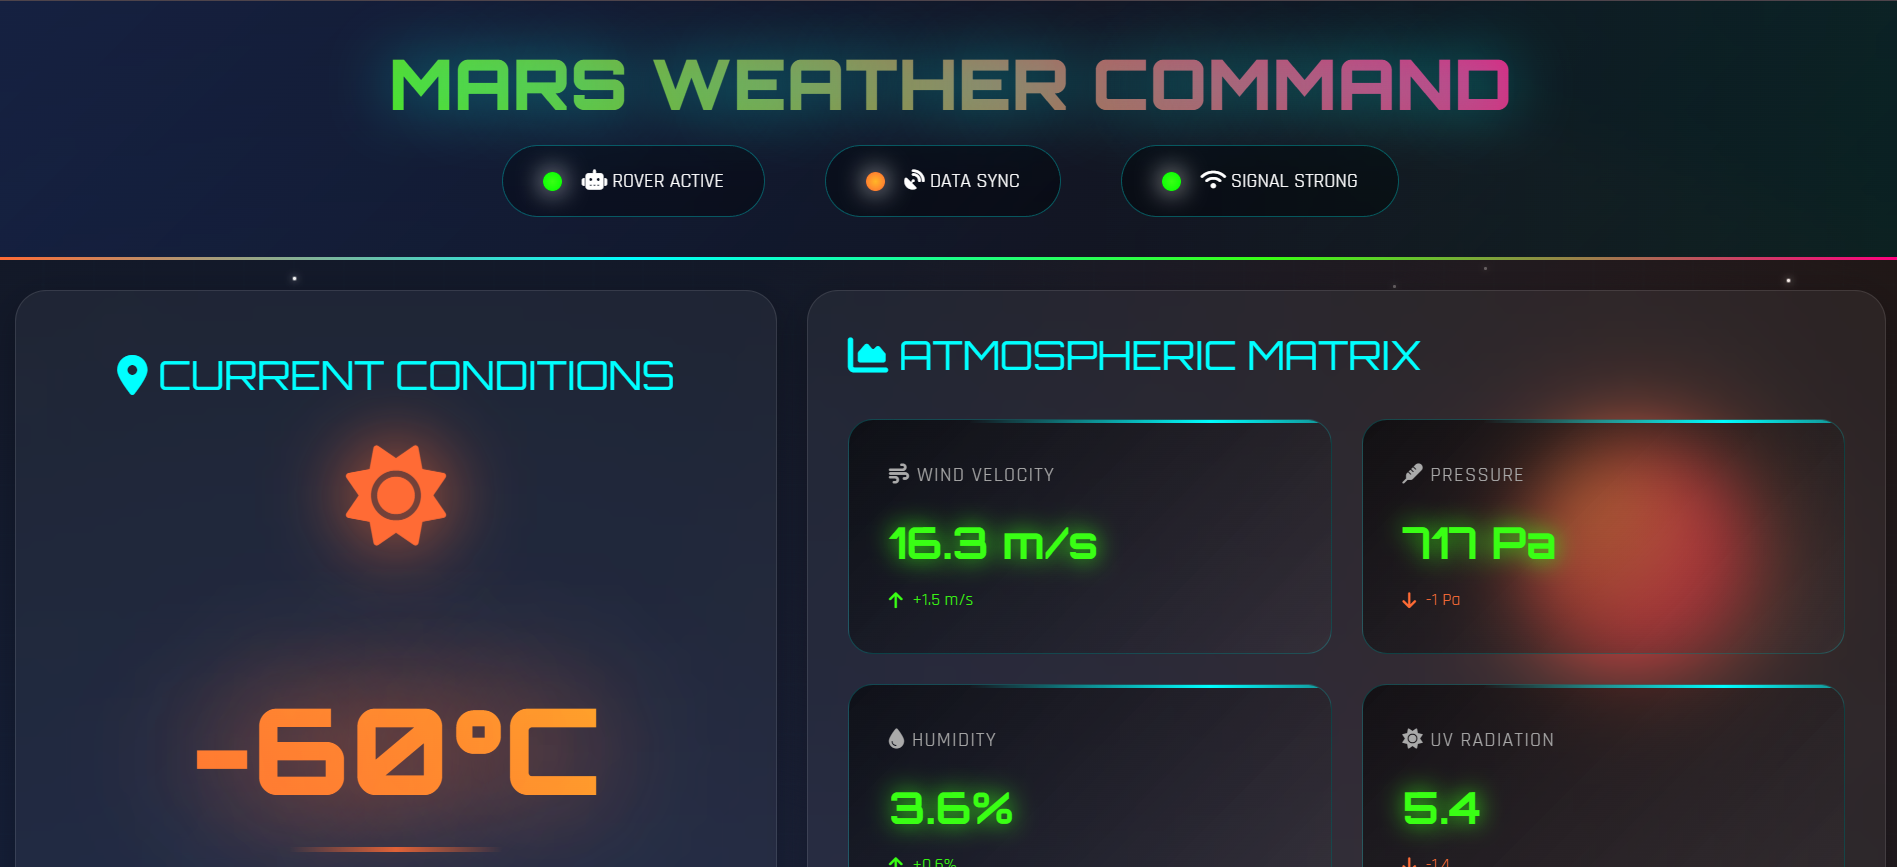 MARS WEATHER COMMAND
ROVER ACTIVE
DATA SYNC
SIGNAL STRONG
CURRENT CONDITIONS
-60°C
ATMOSPHERIC MATRIX
WIND VELOCITY
16.3 m/s
+1.5 m/s
PRESSURE
717 Pa
-1 Pa
HUMIDITY
3.6%
+0.6%
UV RADIATION
5.4
-1.4